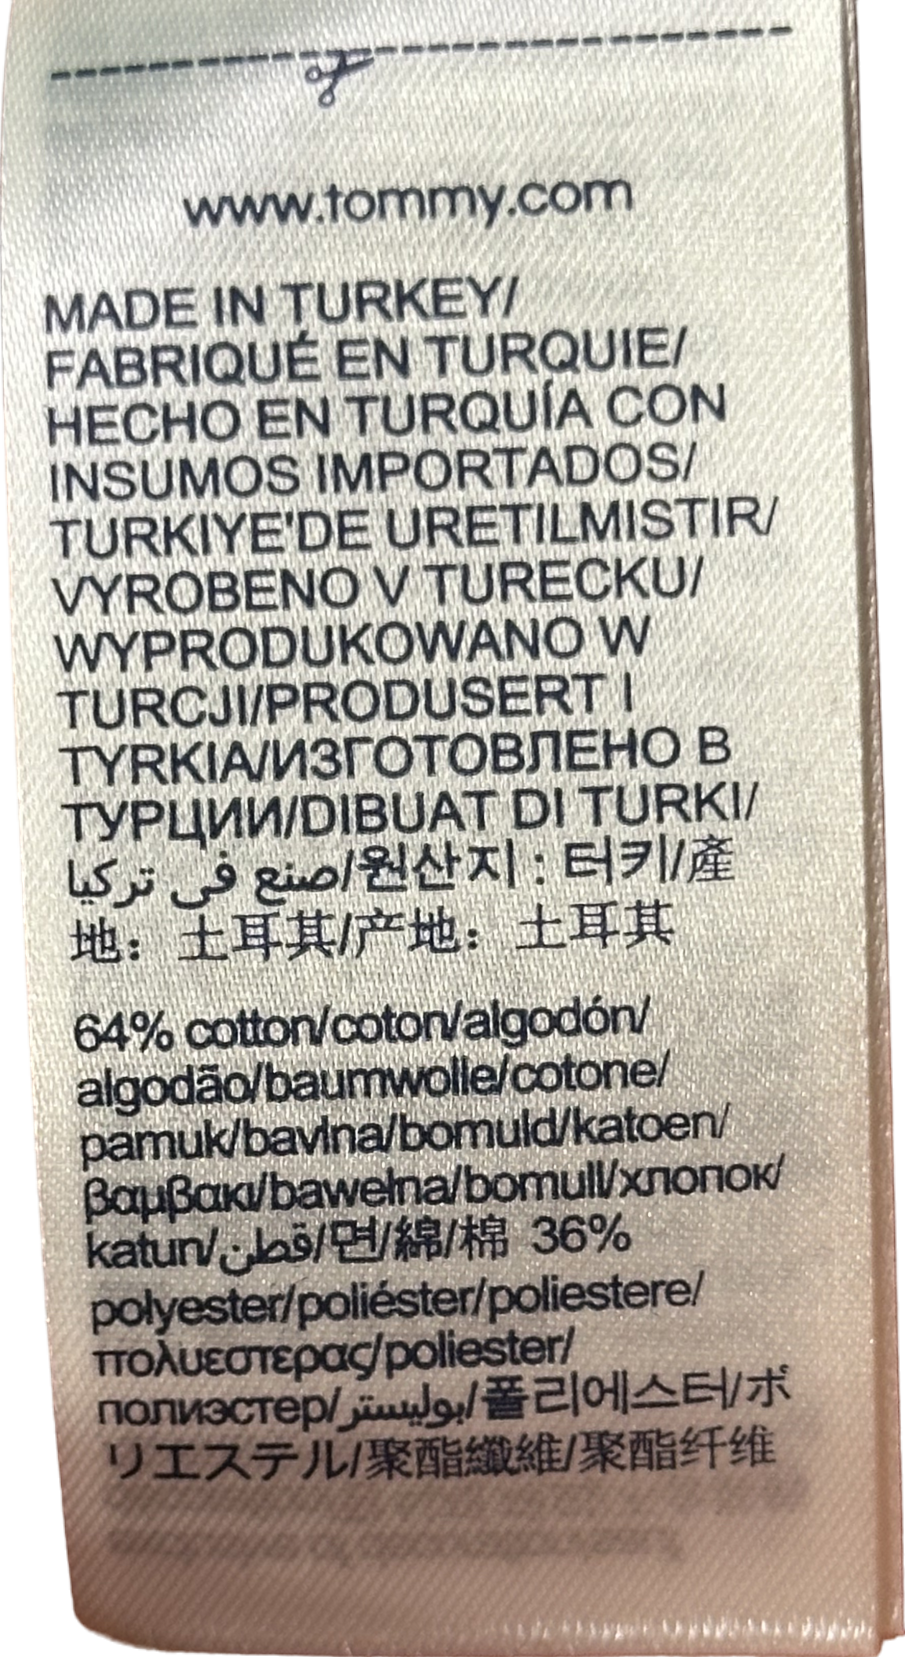 www.tommy.com
MADE IN TURKEY/
FABRIQUÉ EN TURQUIE/
HECHO EN TURQUÍA CON
INSUMOS IMPORTADOS/
TURKIYE'DE URETILMISTIR/
VYROBENO V TURECKU/
WYPRODUKOWANO W
TURCJI/PRODUSERT I
TYRKIA/ИЗГОТОВЛЕНО В
ТУРЦИИ/DIBUAT DI TURKI/
صنع في تركيا/원산지 : 터키/產
地： 土耳其/产地： 土耳其
64% cotton/coton/algodón/
algodão/baumwolle/cotone/
pamuk/bavlna/bomuld/katoen/
βαμβακι/bawełna/bomull/хлопок/
katun/قطن/면/綿/棉 36%
polyester/poliéster/poliestere/
πολυεστερας/poliester/
полиэстер/بوليستر/폴리에스터/ポ
リエステル/聚酯纖維/聚酯纤维